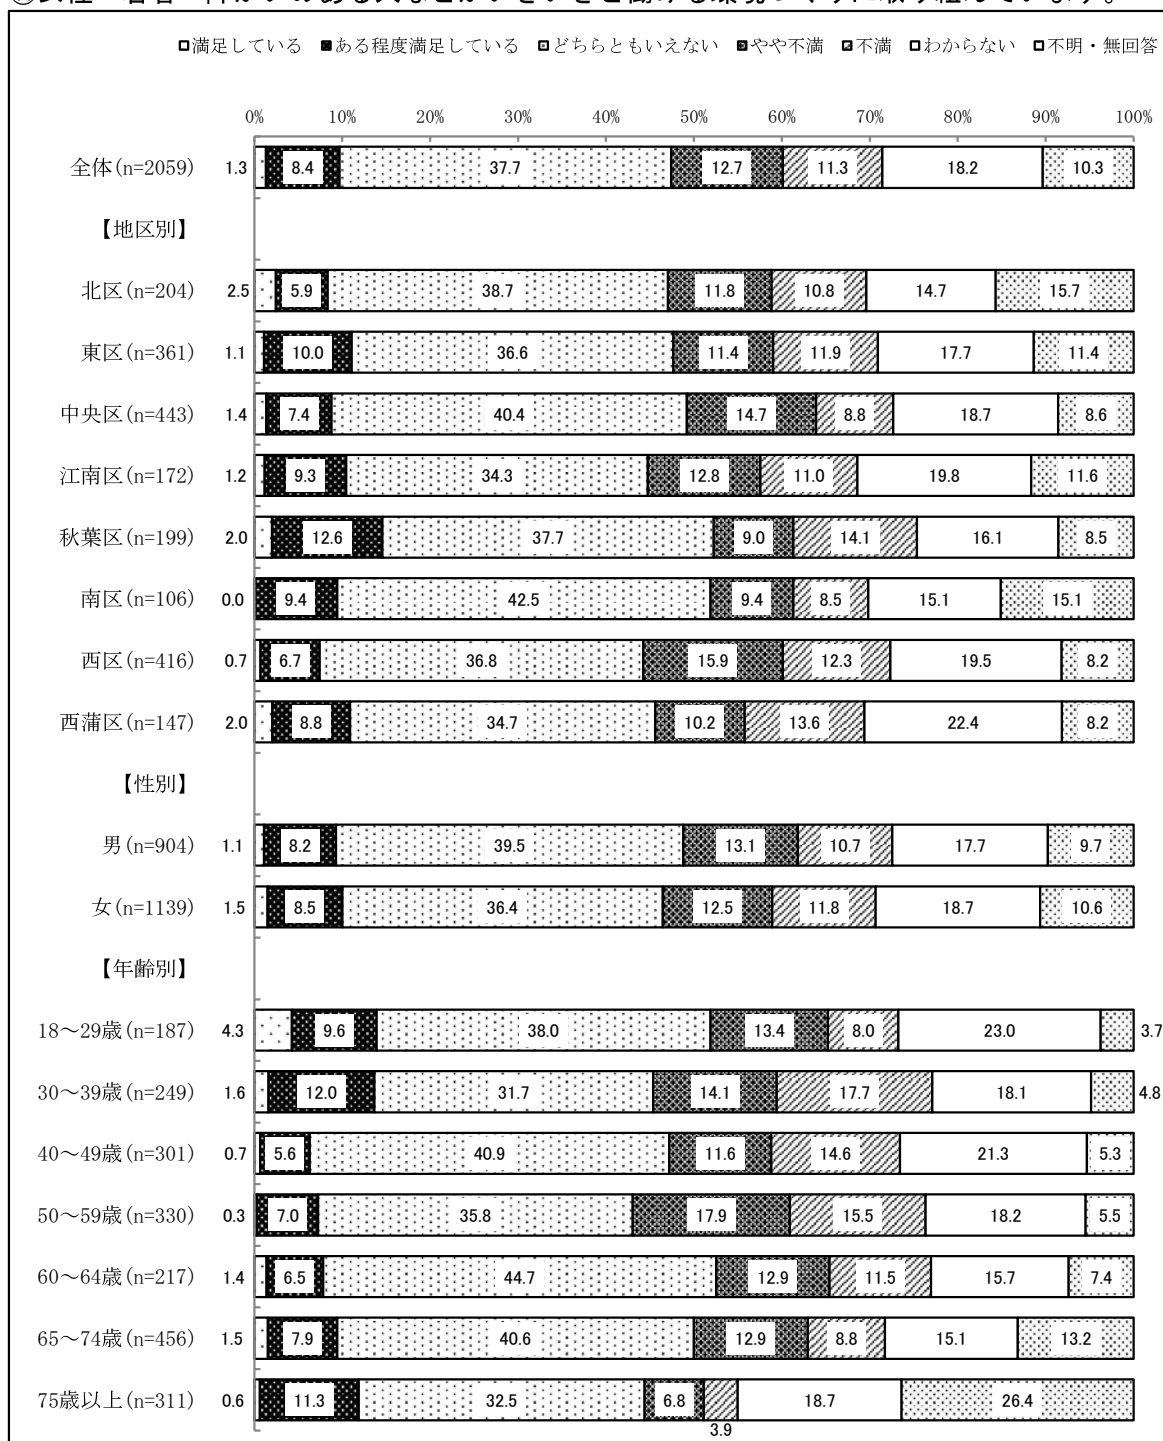 □満足している ■ある程度満足している □どちらともいえない ■やや不満 ▨不満 □わからない □不明・無回答
0% 10% 20% 30% 40% 50% 60% 70% 80% 90% 100%
全体(n=2059) 1.3 8.4 37.7 12.7 11.3 18.2 10.3
【地区別】
北区(n=204) 2.5 5.9 38.7 11.8 10.8 14.7 15.7
東区(n=361) 1.1 10.0 36.6 11.4 11.9 17.7 11.4
中央区(n=443) 1.4 7.4 40.4 14.7 8.8 18.7 8.6
江南区(n=172) 1.2 9.3 34.3 12.8 11.0 19.8 11.6
秋葉区(n=199) 2.0 12.6 37.7 9.0 14.1 16.1 8.5
南区(n=106) 0.0 9.4 42.5 9.4 8.5 15.1 15.1
西区(n=416) 0.7 6.7 36.8 15.9 12.3 19.5 8.2
西蒲区(n=147) 2.0 8.8 34.7 10.2 13.6 22.4 8.2
【性別】
男(n=904) 1.1 8.2 39.5 13.1 10.7 17.7 9.7
女(n=1139) 1.5 8.5 36.4 12.5 11.8 18.7 10.6
【年齢別】
18～29歳(n=187) 4.3 9.6 38.0 13.4 8.0 23.0 3.7
30～39歳(n=249) 1.6 12.0 31.7 14.1 17.7 18.1 4.8
40～49歳(n=301) 0.7 5.6 40.9 11.6 14.6 21.3 5.3
50～59歳(n=330) 0.3 7.0 35.8 17.9 15.5 18.2 5.5
60～64歳(n=217) 1.4 6.5 44.7 12.9 11.5 15.7 7.4
65～74歳(n=456) 1.5 7.9 40.6 12.9 8.8 15.1 13.2
75歳以上(n=311) 0.6 11.3 32.5 6.8 3.9 18.7 26.4